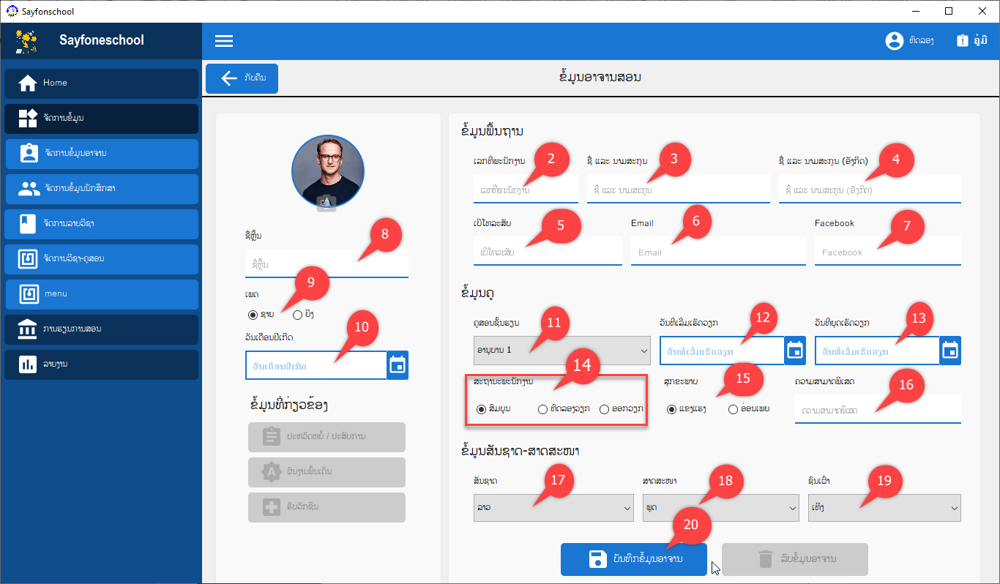 Sayfonschool
Sayfoneschool
ທົດລອງ
ຄູ່ມື
Home
ຈັດການຂໍ້ມູນ
ຈັດການຂໍ້ມູນອາຈານ
ຈັດການຂໍ້ມູນນັກສຶກສາ
ຈັດການລາຍວິຊາ
ຈັດການວິຊາ-ຄູສອນ
menu
ການຮຽນການສອນ
ລາຍງານ
ກັບຄືນ
ຂໍ້ມູນອາຈານສອນ
8
ຊື່ຫຼິ້ນ
ຊື່ຫຼິ້ນ
9
ເພດ
ຊາຍ
ຍິງ
10
ວັນເດືອນປີເກີດ
ວັນເດືອນປີເກີດ
ຂໍ້ມູນທີ່ກ່ຽວຂ້ອງ
ປະຫວັດຫຍໍ້ / ປະສົບການ
ຜົນງານພົ້ນເດັ່ນ
ຮັບວັກຊິນ
ຂໍ້ມູນພື້ນຖານ
ເລກທີ່ພະນັກງານ
2
ຊື່ ແລະ ນາມສະກຸນ
3
ຊື່ ແລະ ນາມສະກຸນ (ອັງກິດ)
4
ເລກທີ່ພະນັກງານ
ຊື່ ແລະ ນາມສະກຸນ
ຊື່ ແລະ ນາມສະກຸນ (ອັງກິດ)
ເບີໂທລະສັບ
5
Email
6
Facebook
7
ເບີໂທລະສັບ
Email
Facebook
ຂໍ້ມູນຄູ
ຄູສອນຊັ້ນຮຽນ
11
ວັນທີ່ເລີ່ມເຮັດວຽກ
12
ວັນທີ່ຢຸດເຮັດວຽກ
13
ອານຸບານ 1
ວັນທີ່ເລີ່ມເຮັດວຽກ
ວັນທີ່ເລີ່ມເຮັດວຽກ
14
ສະຖານະພະນັກງານ
ສົມບຸນ
ທົດລອງວຽກ
ອອກວຽກ
15
ສຸກຂະພາບ
ແຂງແຮງ
ອ່ອນເພຍ
16
ຄວາມສາມາດພິເສດ
ຄວາມສາມາດພິເສດ
ຂໍ້ມູນສັນຊາດ-ສາດສະໜາ
ສັນຊາດ
17
ສາດສະໜາ
18
ຊົນເຜົ່າ
19
ລາວ
ພຸດ
ເທິງ
20
ບັນທຶກຂໍ້ມູນອາຈານ
ລຶບຂໍ້ມູນອາຈານ